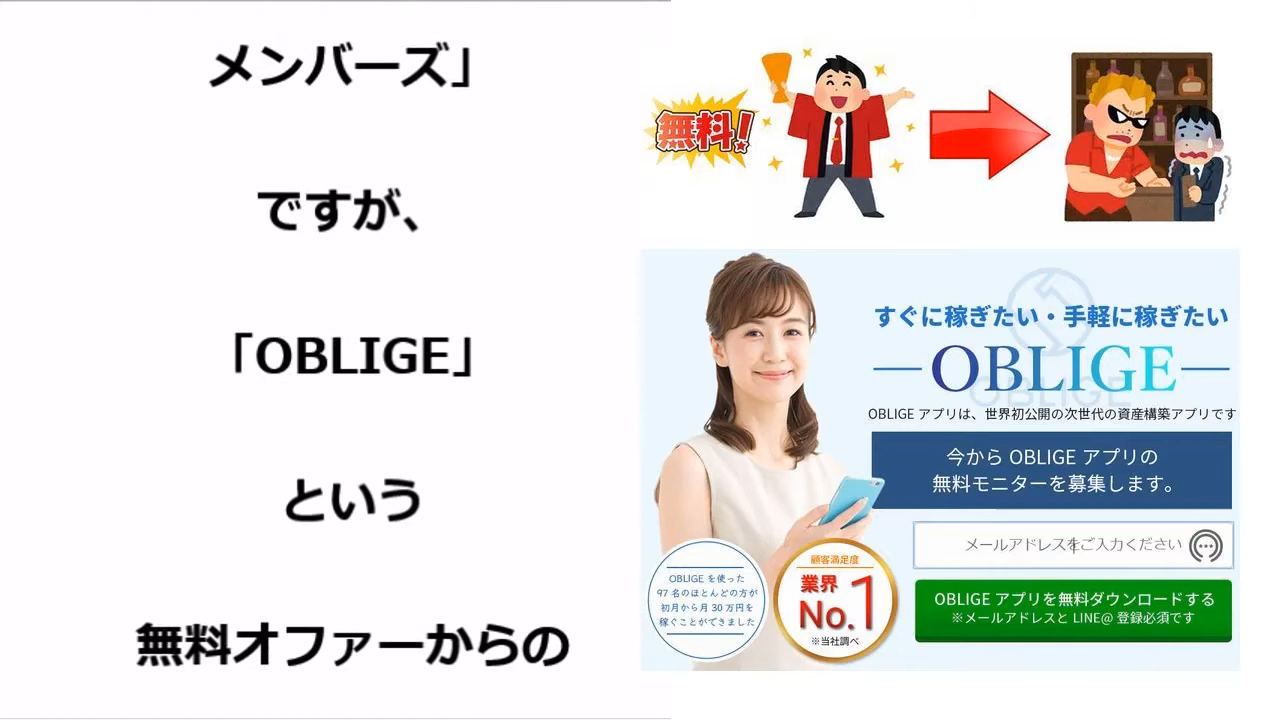 メンバーズ」
ですが、
「OBLIGE」
という
無料オファーからの
無料！
すぐに稼ぎたい・手軽に稼ぎたい
OBLIGE
OBLIGE
OBLIGE アプリは、世界初公開の次世代の資産構築アプリです
今から OBLIGE アプリの
無料モニターを募集します。
メールアドレスをご入力ください
OBLIGE アプリを無料ダウンロードする
※メールアドレスと LINE@ 登録必須です
OBLIGE を使った
97 名のほとんどの方が
初月から月 30 万円を
稼ぐことができました
顧客満足度
業界
No.1
※当社調べ